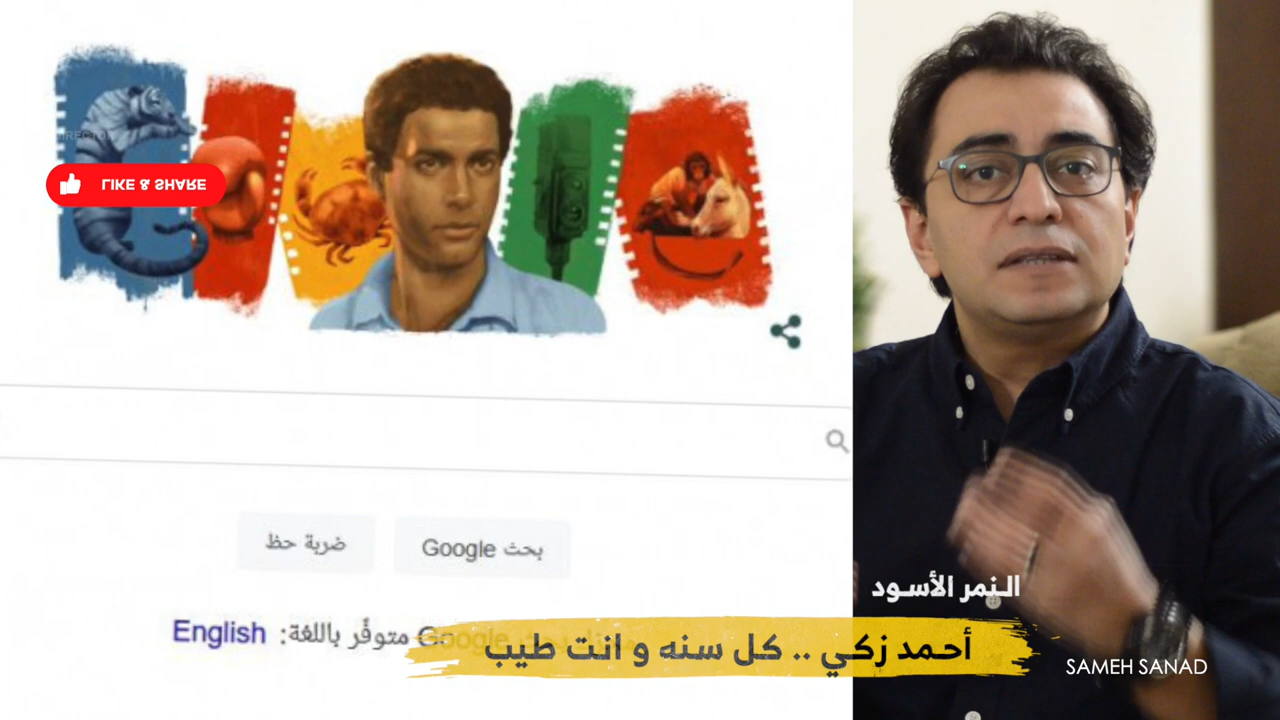 LIKE & SHARE
ضربة حظ
بحث Google
Google متوفّر باللغة: English
النمر الأسود
أحمد زكي .. كل سنه و انت طيب
SAMEH SANAD